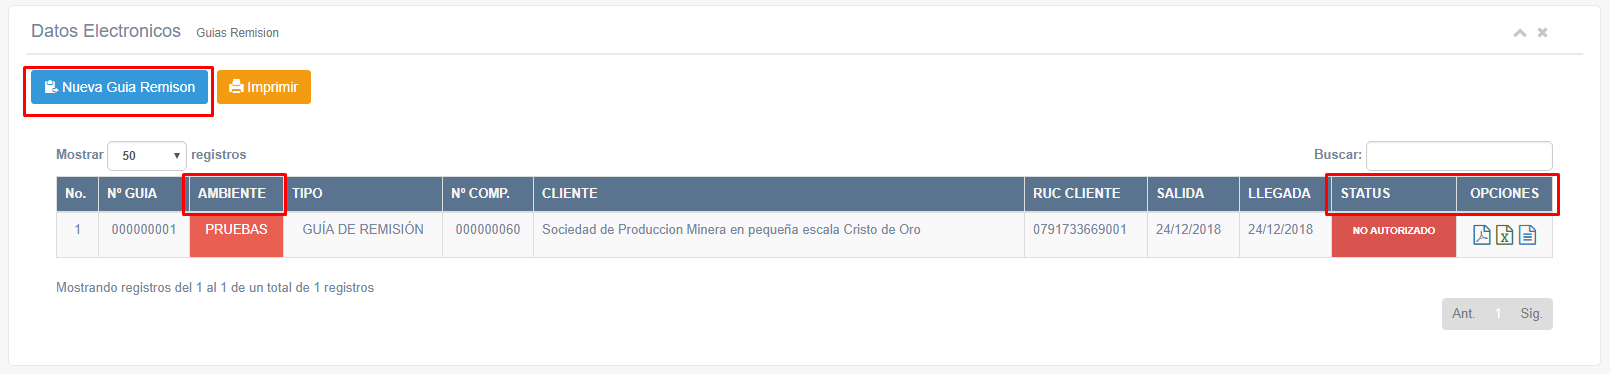 Datos Electronicos Guias Remision
Nueva Guia Remison Imprimir
Mostrar 50 registros Buscar:
No. Nº GUIA AMBIENTE TIPO Nº COMP. CLIENTE RUC CLIENTE SALIDA LLEGADA STATUS OPCIONES
1 000000001 PRUEBAS GUÍA DE REMISIÓN 000000060 Sociedad de Produccion Minera en pequeña escala Cristo de Oro 0791733669001 24/12/2018 24/12/2018 NO AUTORIZADO
Mostrando registros del 1 al 1 de un total de 1 registros
Ant. 1 Sig.